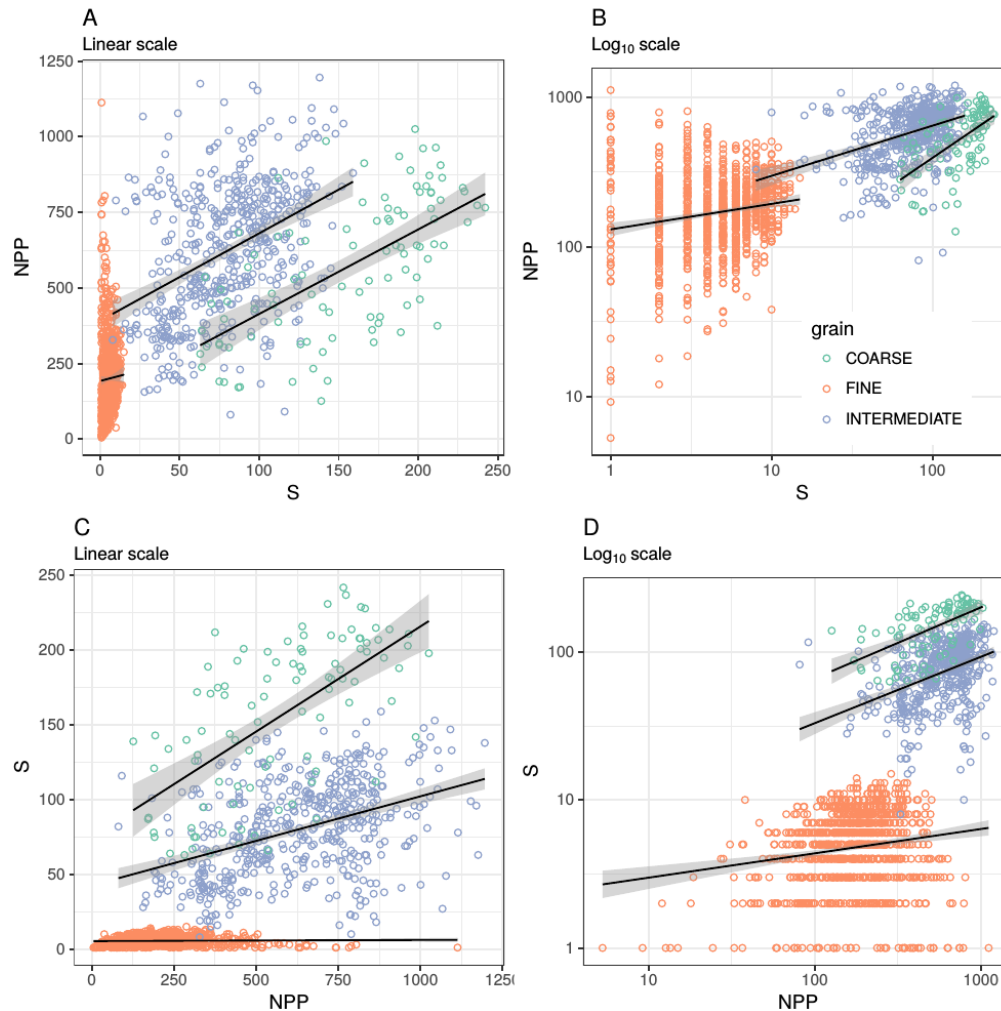 A
Linear scale
1250
1000
750
500
250
0
NPP
0 50 100 150 200 250
S
B
Log10 scale
1000
100
10
NPP
1 10 100
S
grain
COARSE
FINE
INTERMEDIATE
C
Linear scale
250
200
150
100
50
0
S
0 250 500 750 1000 1250
NPP
D
Log10 scale
100
10
1
S
10 100 1000
NPP